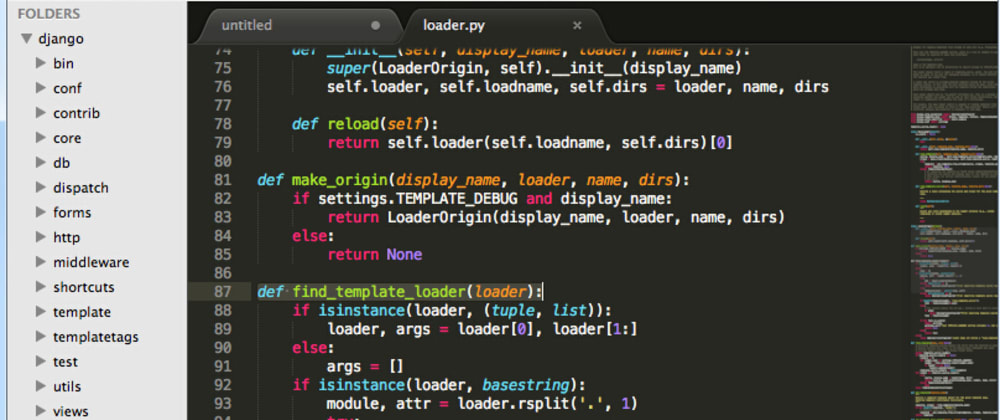 FOLDERS
django
bin
conf
contrib
core
db
dispatch
forms
http
middleware
shortcuts
template
templatetags
test
utils
views
untitled
loader.py
74 def __init__(self, display_name, loader, name, dirs):
75 super(LoaderOrigin, self).__init__(display_name)
76 self.loader, self.loadname, self.dirs = loader, name, dirs
77
78 def reload(self):
79 return self.loader(self.loadname, self.dirs)[0]
80
81 def make_origin(display_name, loader, name, dirs):
82 if settings.TEMPLATE_DEBUG and display_name:
83 return LoaderOrigin(display_name, loader, name, dirs)
84 else:
85 return None
86
87 def find_template_loader(loader):
88 if isinstance(loader, (tuple, list)):
89 loader, args = loader[0], loader[1:]
90 else:
91 args = []
92 if isinstance(loader, basestring):
93 module, attr = loader.rsplit('.', 1)
94 try: